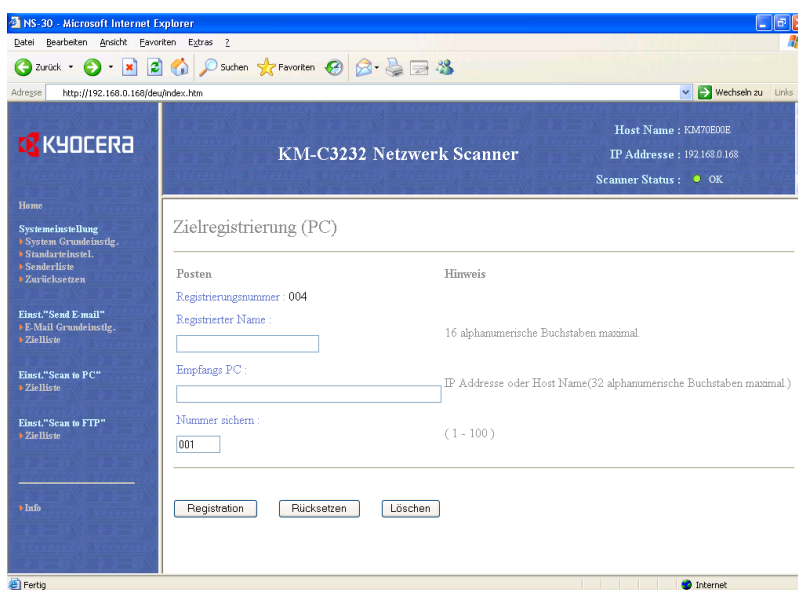 NS-30 - Microsoft Internet Explorer
Datei Bearbeiten Ansicht Favoriten Extras ?
Zurück Suchen Favoriten
Adresse http://192.168.0.168/deu/index.htm Wechseln zu Links
KYOCERA
KM-C3232 Netzwerk Scanner
Host Name : KM70E00E
IP Addresse : 192.168.0.168
Scanner Status : OK
Home
Systemeinstellung
System Grundeinstlg.
Standarteinstel.
Senderliste
Zurücksetzen
Einst."Send E-mail"
E-Mail Grundeinstlg.
Zielliste
Einst."Scan to PC"
Zielliste
Einst."Scan to FTP"
Zielliste
Info
Zielregistrierung (PC)
Posten Hinweis
Registrierungsnummer : 004
Registrierter Name :
16 alphanumerische Buchstaben maximal.
Empfangs PC :
IP Addresse oder Host Name(32 alphanumerische Buchstaben maximal.)
Nummer sichern :
001 ( 1 - 100 )
Registration Rücksetzen Löschen
Fertig Internet